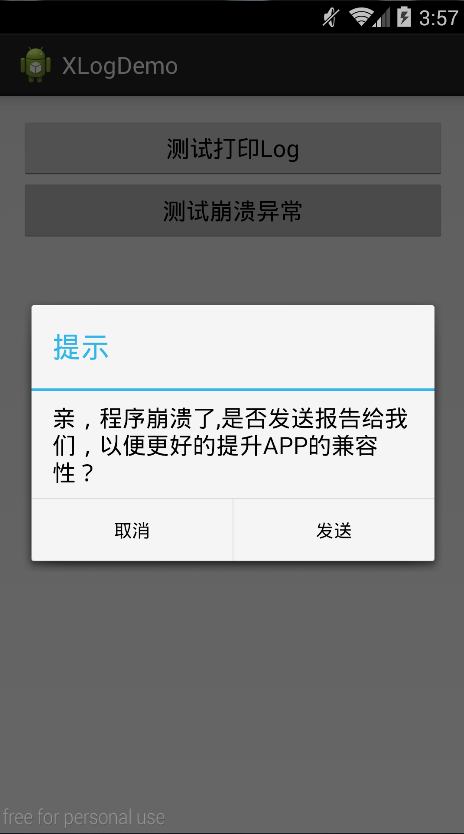 3:57
XLogDemo
测试打印Log
测试崩溃异常
提示
亲，程序崩溃了,是否发送报告给我
们，以便更好的提升APP的兼容
性？
取消
发送
free for personal use